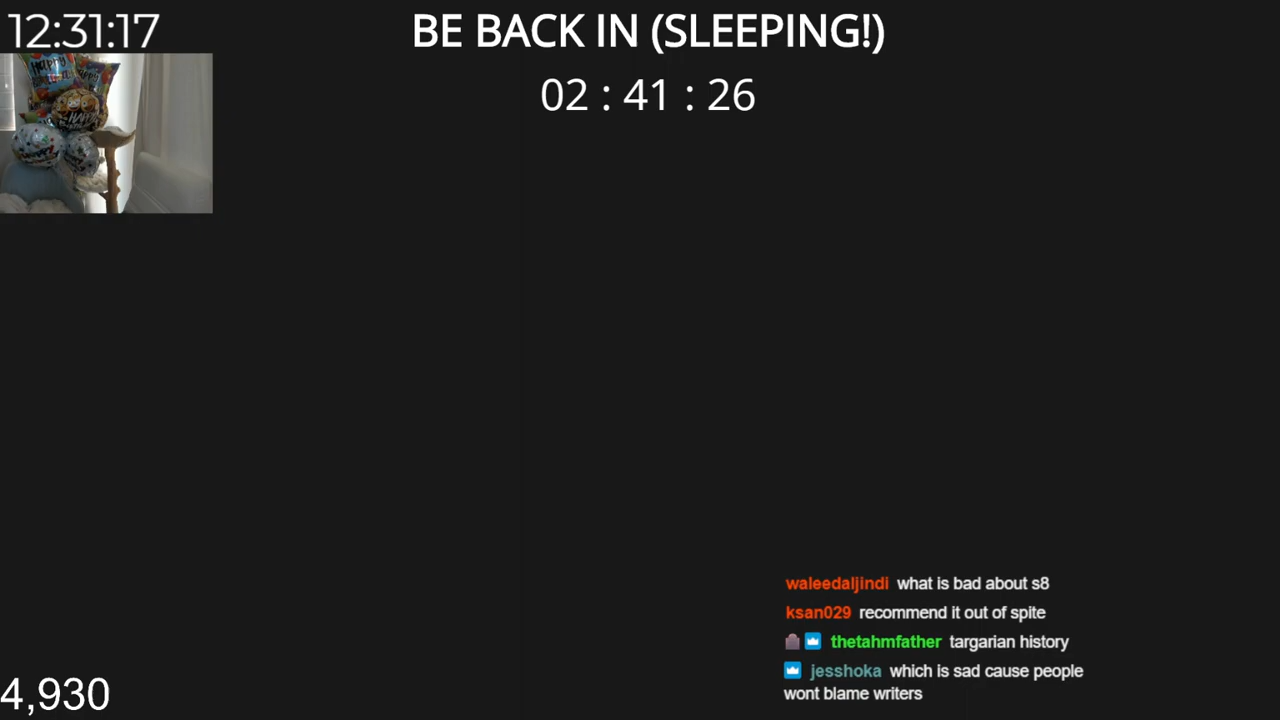 12:31:17
BE BACK IN (SLEEPING!)
02 : 41 : 26
HAPPY
waleedaljindi what is bad about s8
ksan029 recommend it out of spite
thetahmfather targarian history
jesshoka which is sad cause people
wont blame writers
4,930